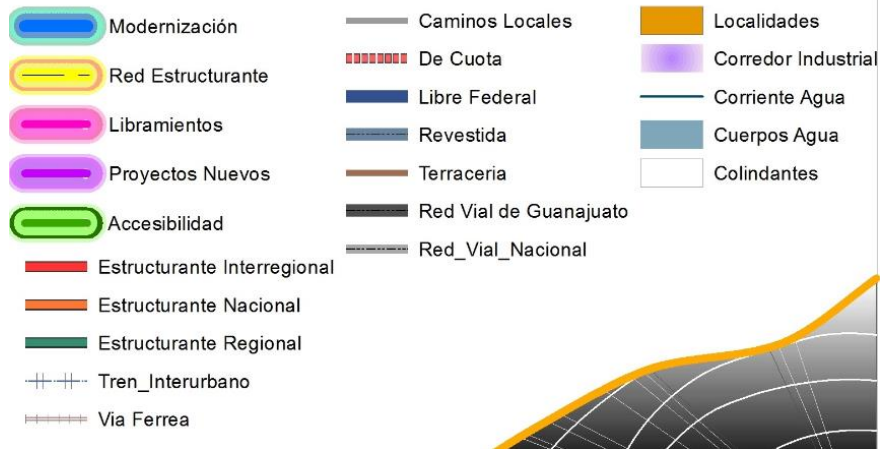 Modernización
Red Estructurante
Libramientos
Proyectos Nuevos
Accesibilidad
Estructurante Interregional
Estructurante Nacional
Estructurante Regional
Tren_Interurbano
Via Ferrea
Caminos Locales
De Cuota
Libre Federal
Revestida
Terraceria
Red Vial de Guanajuato
Red_Vial_Nacional
Localidades
Corredor Industrial
Corriente Agua
Cuerpos Agua
Colindantes